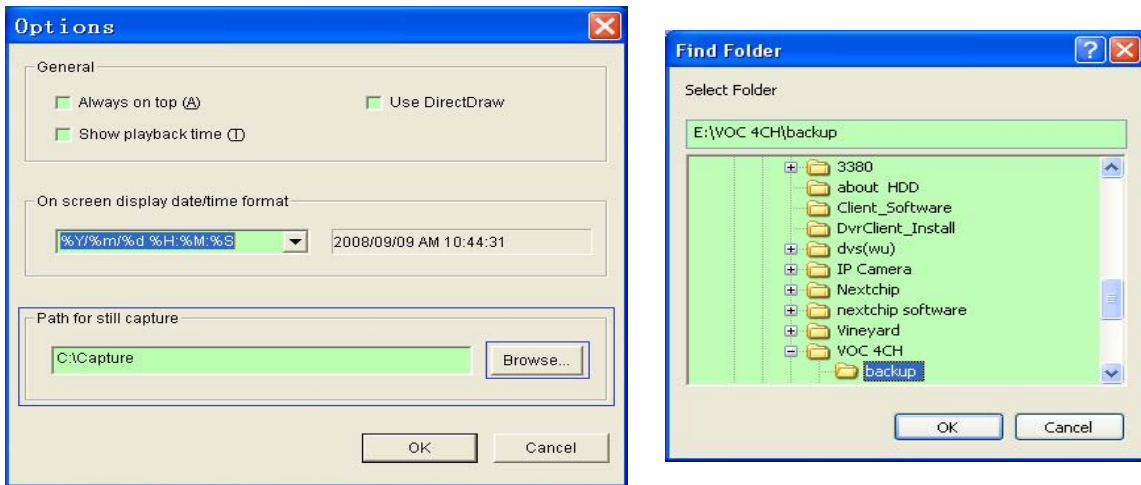 Options
General
Always on top (A)
Use DirectDraw
Show playback time (T)
On screen display date/time format
%Y/%m/%d %H:%M:%S
2008/09/09 AM 10:44:31
Path for still capture
C:\Capture
Browse...
OK
Cancel
Find Folder
Select Folder
E:\VOC 4CH\backup
3380
about HDD
Client_Software
DvrClient_Install
dvs(wu)
IP Camera
Nextchip
nextchip software
Vineyard
VOC 4CH
backup
OK
Cancel